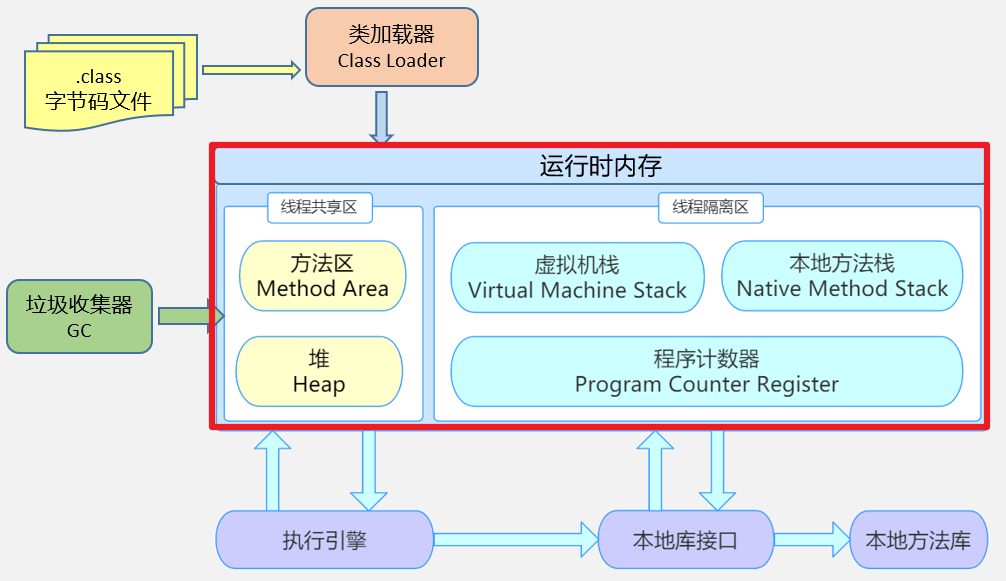 类加载器
Class Loader
.class
字节码文件
运行时内存
线程共享区
线程隔离区
方法区
Method Area
虚拟机栈
Virtual Machine Stack
本地方法栈
Native Method Stack
垃圾收集器
GC
堆
Heap
程序计数器
Program Counter Register
执行引擎
本地库接口
本地方法库